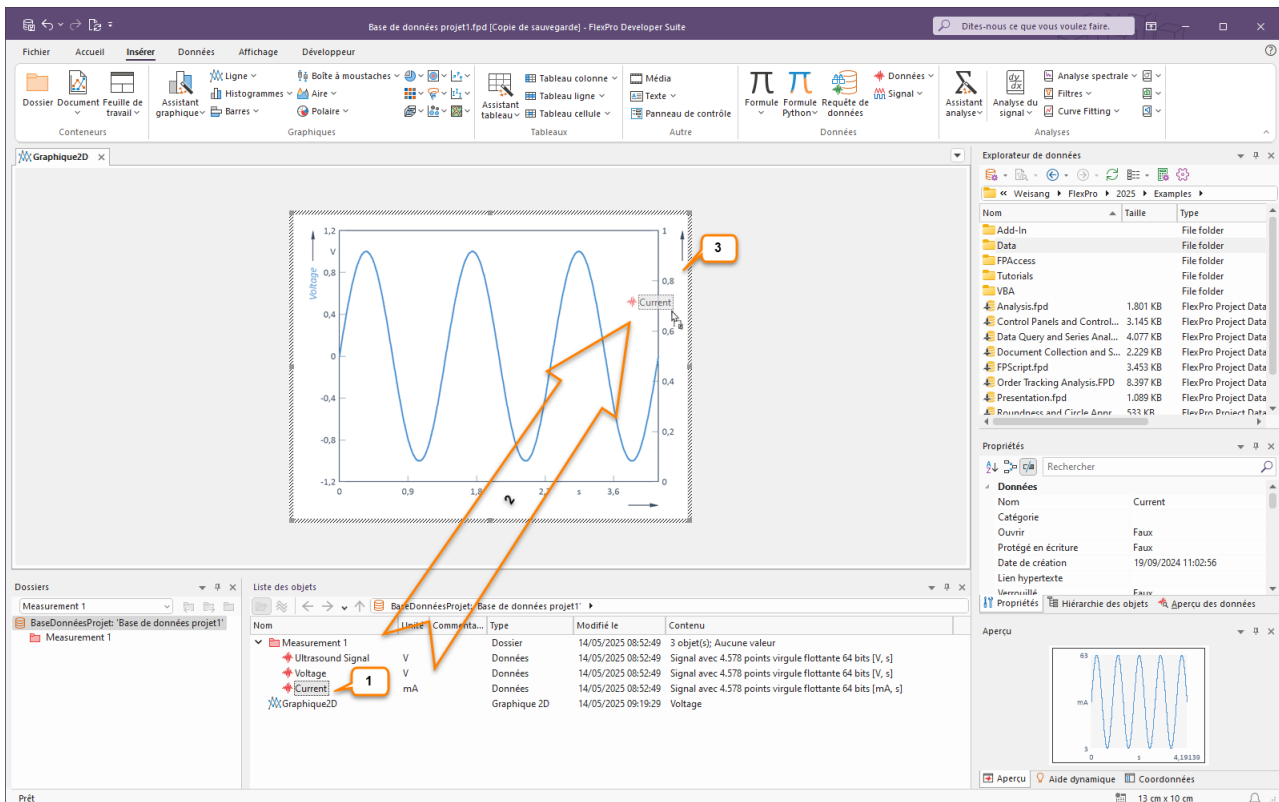 Base de données projet1.fpd [Copie de sauvegarde] - FlexPro Developer Suite
Dites-nous ce que vous voulez faire.
Fichier Accueil Insérer Données Affichage Développeur
Dossier Document Feuille de travail
Conteneurs
Assistant graphique
Ligne
Histogrammes
Barres
Boîte à moustaches
Aire
Polaire
Graphiques
Assistant tableau
Tableau colonne
Tableau ligne
Tableau cellule
Tableaux
Média
Texte
Panneau de contrôle
Autre
Formule Formule Python Requête de données
Données
Signal
Données
Assistant analyse
Analyse du signal
Analyse spectrale
Filtres
Curve Fitting
Analyses
Graphique2D
1,2
V
0,8
0,4
0
-0,4
-0,8
-1,2
Voltage
0 0,9 1,8 2,7 s 3,6
1
0,8
0,6
0,4
0,2
0
Current
3
2
1
Explorateur de données
« Weisang FlexPro 2025 Examples
Nom Taille Type
Add-In File folder
Data File folder
FPAccess File folder
Tutorials File folder
VBA File folder
Analysis.fpd 1.801 KB FlexPro Project Data
Control Panels and Control... 3.145 KB FlexPro Project Data
Data Query and Series Anal... 4.077 KB FlexPro Project Data
Document Collection and S... 2.229 KB FlexPro Project Data
FPScript.fpd 3.453 KB FlexPro Project Data
Order Tracking Analysis.FPD 8.397 KB FlexPro Project Data
Presentation.fpd 1.089 KB FlexPro Project Data
Roundness and Circle Appr... 533 KB FlexPro Project Data
Propriétés
Rechercher
Données
Nom Current
Catégorie
Ouvrir Faux
Protégé en écriture Faux
Date de création 19/09/2024 11:02:56
Lien hypertexte
Verrouillé Faux
Propriétés Hiérarchie des objets Aperçu des données
Aperçu
63
mA
3
0 s 4,19139
Aperçu Aide dynamique Coordonnées
Dossiers
Measurement 1
BaseDonnéesProjet: 'Base de données projet1'
Measurement 1
Liste des objets
BaseDonnéesProjet: 'Base de données projet1'
Nom Unité Commenta... Type Modifié le Contenu
Measurement 1 Dossier 14/05/2025 08:52:49 3 objet(s); Aucune valeur
Ultrasound Signal V Données 14/05/2025 08:52:49 Signal avec 4.578 points virgule flottante 64 bits [V, s]
Voltage V Données 14/05/2025 08:52:49 Signal avec 4.578 points virgule flottante 64 bits [V, s]
Current mA Données 14/05/2025 08:52:49 Signal avec 4.578 points virgule flottante 64 bits [mA, s]
Graphique2D Graphique 2D 14/05/2025 09:19:29 Voltage
Prêt
13 cm x 10 cm